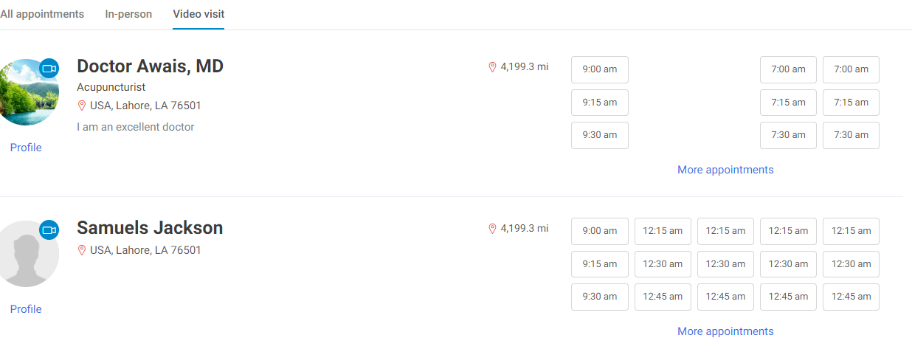 All appointments In-person Video visit
Doctor Awais, MD
Acupuncturist
USA, Lahore, LA 76501
I am an excellent doctor
Profile
4,199.3 mi
9:00 am 7:00 am 7:00 am
9:15 am 7:15 am 7:15 am
9:30 am 7:30 am 7:30 am
More appointments
Samuels Jackson
USA, Lahore, LA 76501
Profile
4,199.3 mi
9:00 am 12:15 am 12:15 am 12:15 am 12:15 am
9:15 am 12:30 am 12:30 am 12:30 am 12:30 am
9:30 am 12:45 am 12:45 am 12:45 am 12:45 am
More appointments